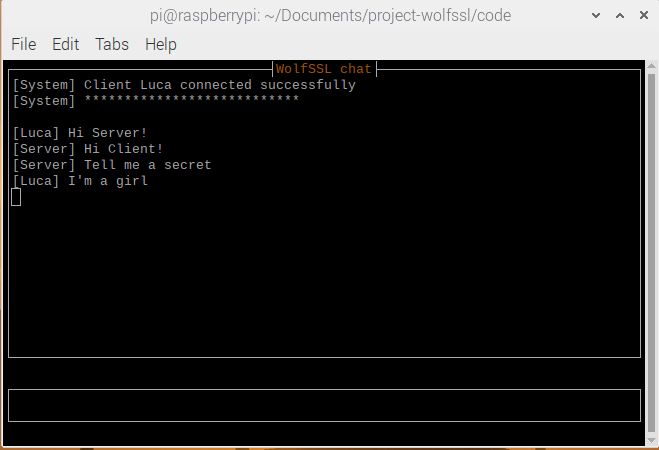 pi@raspberrypi: ~/Documents/project-wolfssl/code
File Edit Tabs Help
WolfSSL chat
[System] Client Luca connected successfully
[System] ***************************
[Luca] Hi Server!
[Server] Hi Client!
[Server] Tell me a secret
[Luca] I'm a girl